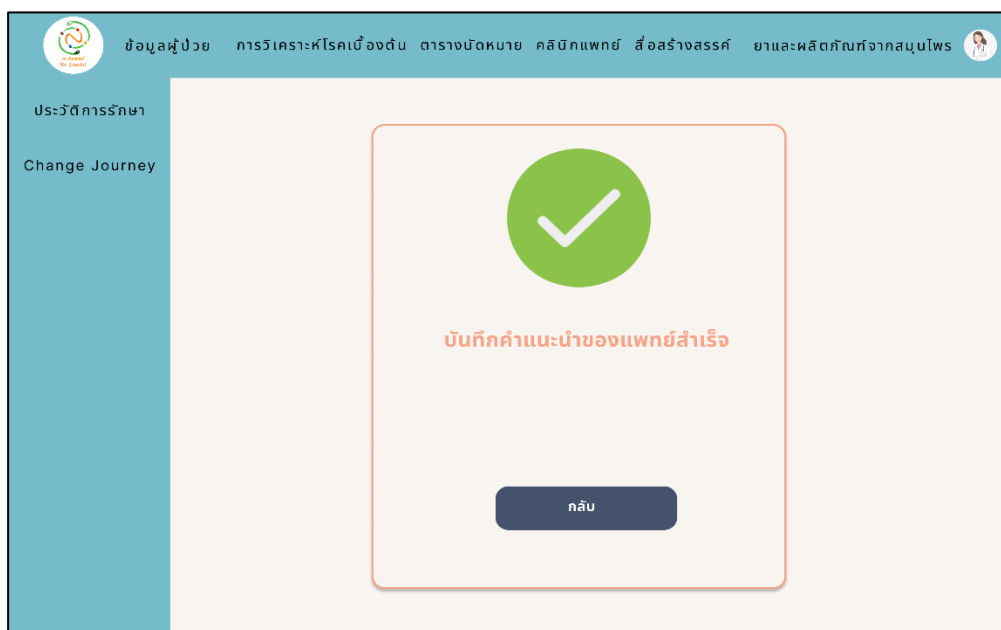 ข้อมูลผู้ป่วย การวิเคราะห์โรคเบื้องต้น ตารางนัดหมาย คลินิกแพทย์ สื่อสร้างสรรค์ ยาและผลิตภัณฑ์จากสมุนไพร
ประวัติการรักษา
Change Journey
บันทึกคำแนะนำของแพทย์สำเร็จ
กลับ